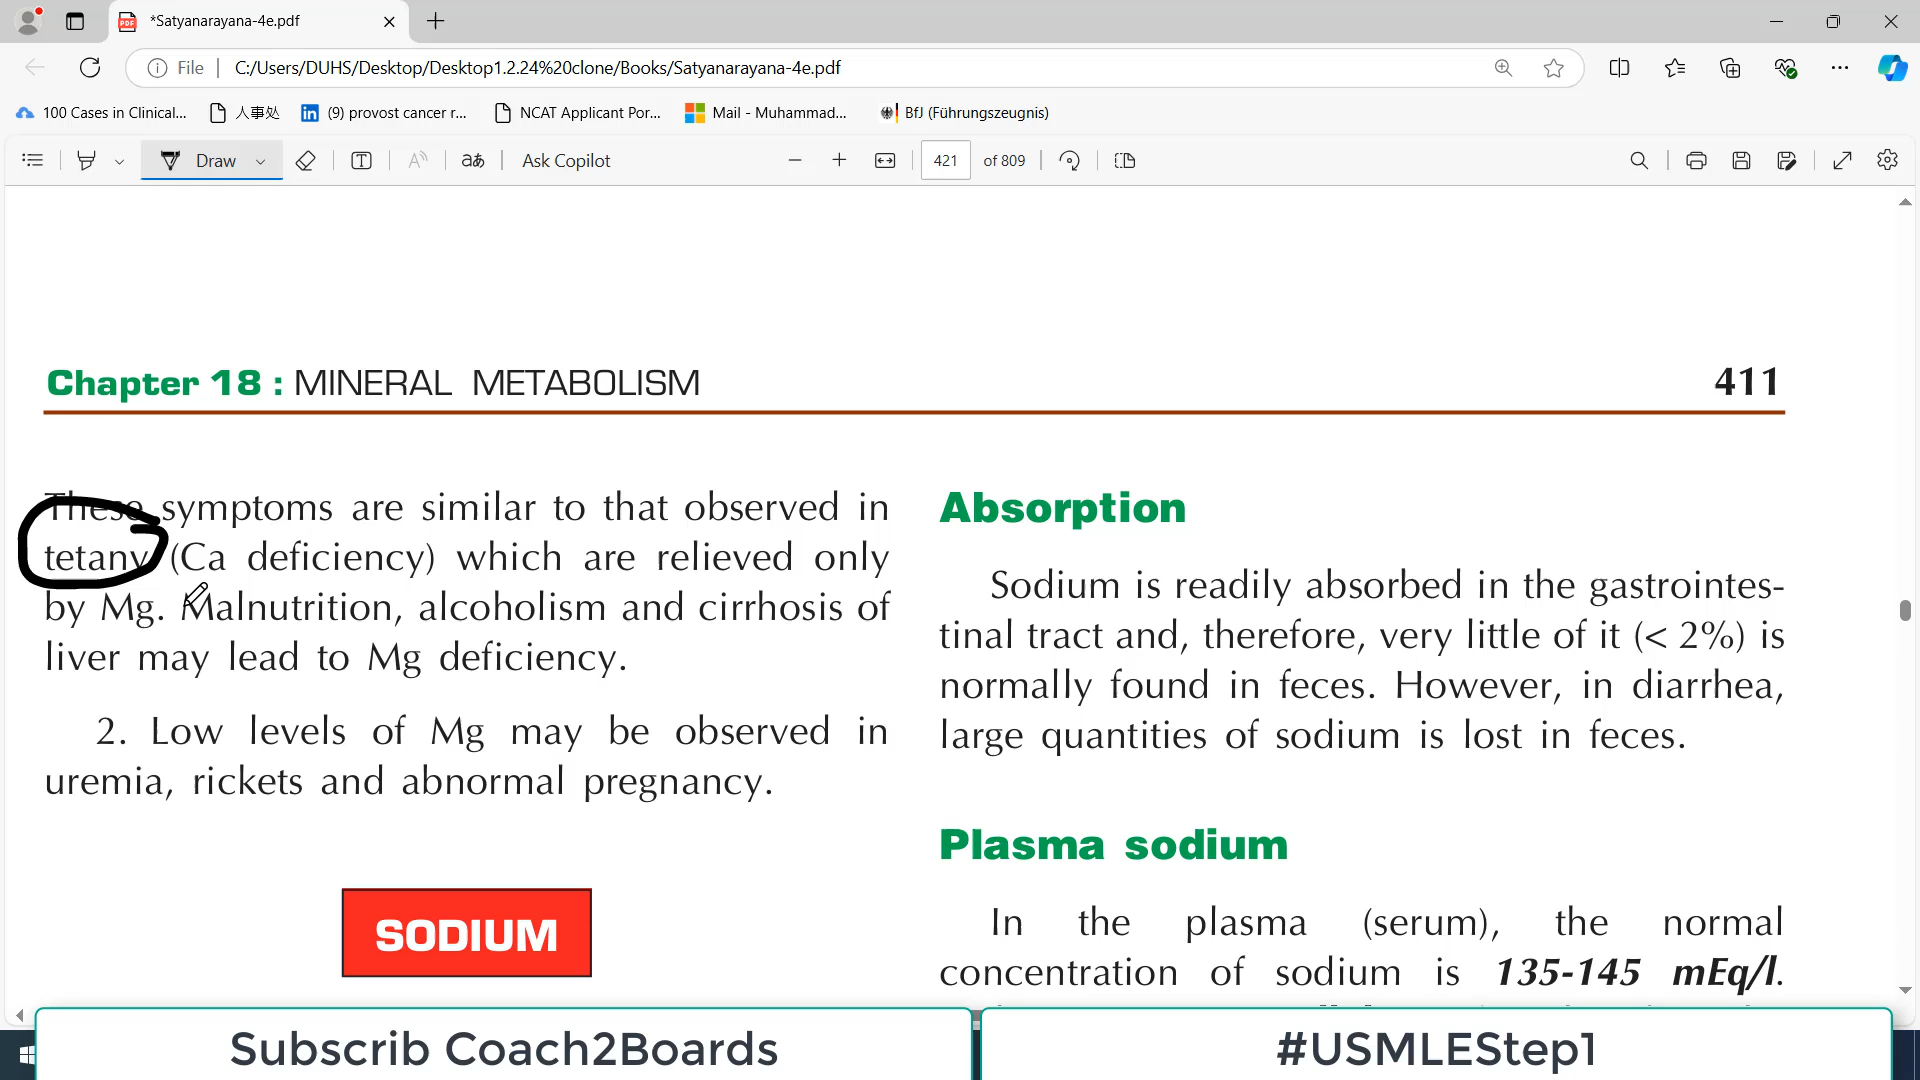 *Satyanarayana-4e.pdf
File
C:/Users/DUHS/Desktop/Desktop1.2.24%20clone/Books/Satyanarayana-4e.pdf
100 Cases in Clinical...
人事处
(9) provost cancer r...
NCAT Applicant Por...
Mail - Muhammad...
BfJ (Führungszeugnis)
Draw
Ask Copilot
421 of 809
Chapter 18 : MINERAL METABOLISM
411
These symptoms are similar to that observed in
tetany (Ca deficiency) which are relieved only
by Mg. Malnutrition, alcoholism and cirrhosis of
liver may lead to Mg deficiency.
2. Low levels of Mg may be observed in
uremia, rickets and abnormal pregnancy.
SODIUM
Absorption
Sodium is readily absorbed in the gastrointes-
tinal tract and, therefore, very little of it (< 2%) is
normally found in feces. However, in diarrhea,
large quantities of sodium is lost in feces.
Plasma sodium
In the plasma (serum), the normal
concentration of sodium is 135-145 mEq/l.
Subscrib Coach2Boards
#USMLEStep1